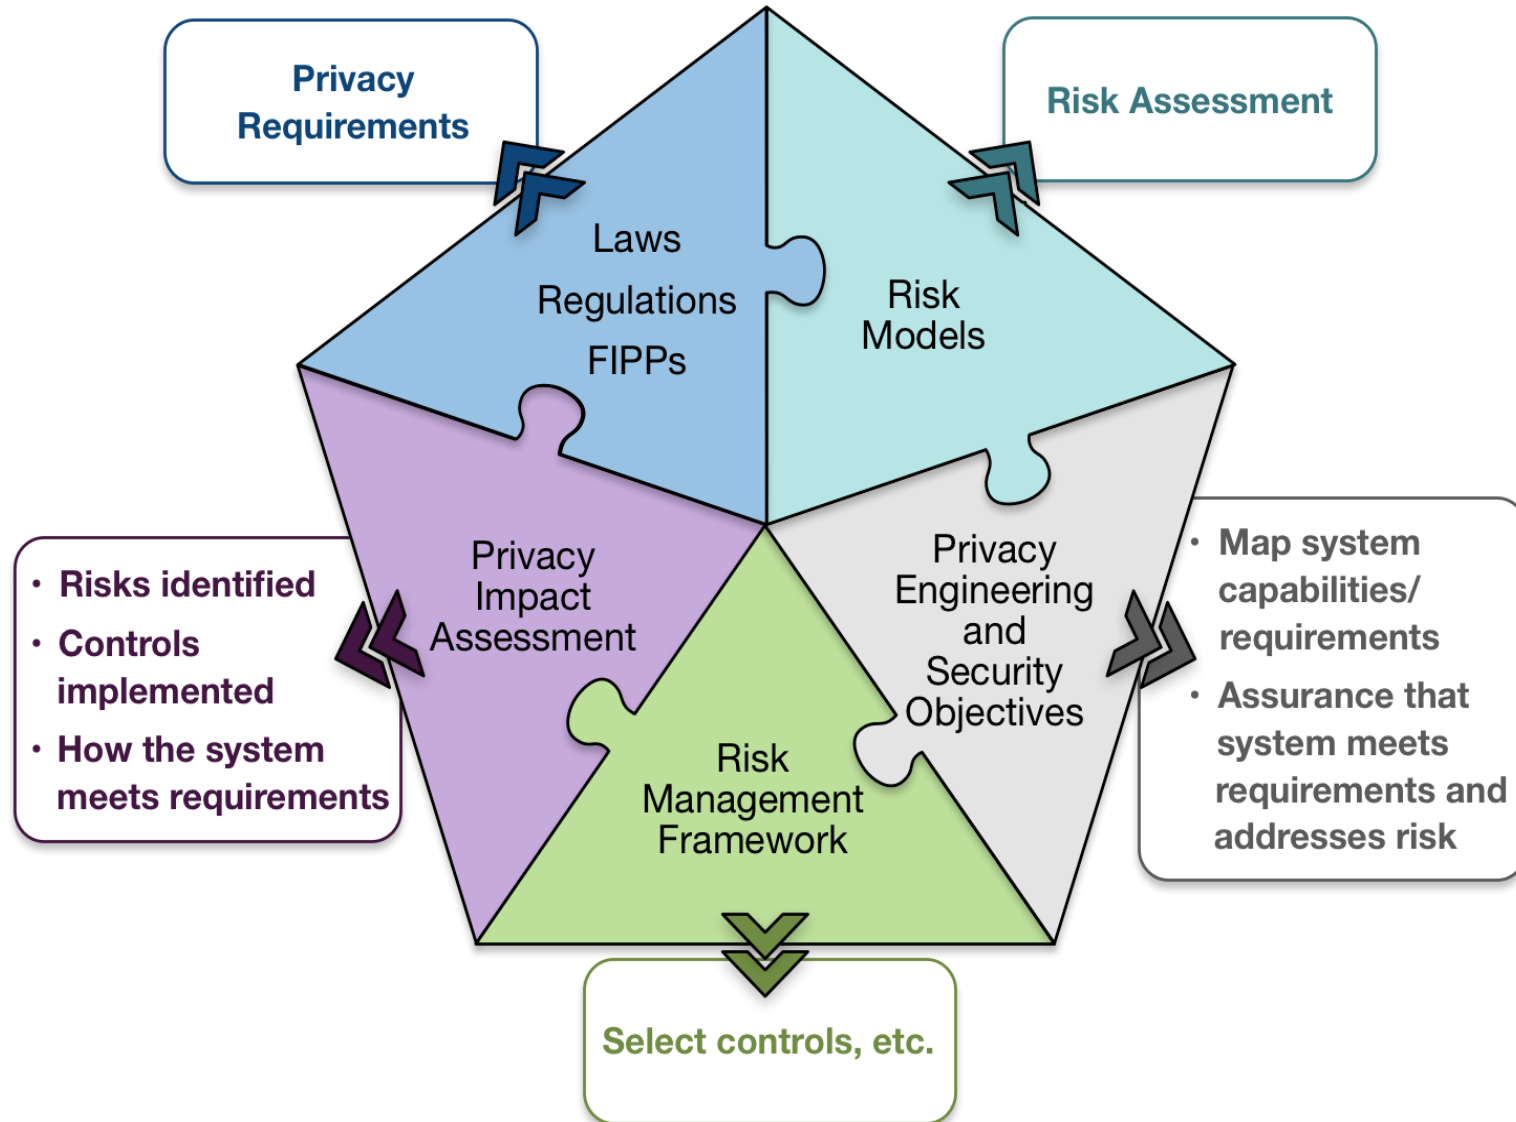 Privacy
Requirements
Risk Assessment
Laws
Regulations
FIPPs
Risk
Models
Privacy
Impact
Assessment
Privacy
Engineering
and
Security
Objectives
Risk
Management
Framework
• Risks identified
• Controls
implemented
• How the system
meets requirements
• Map system
capabilities/
requirements
• Assurance that
system meets
requirements and
addresses risk
Select controls, etc.